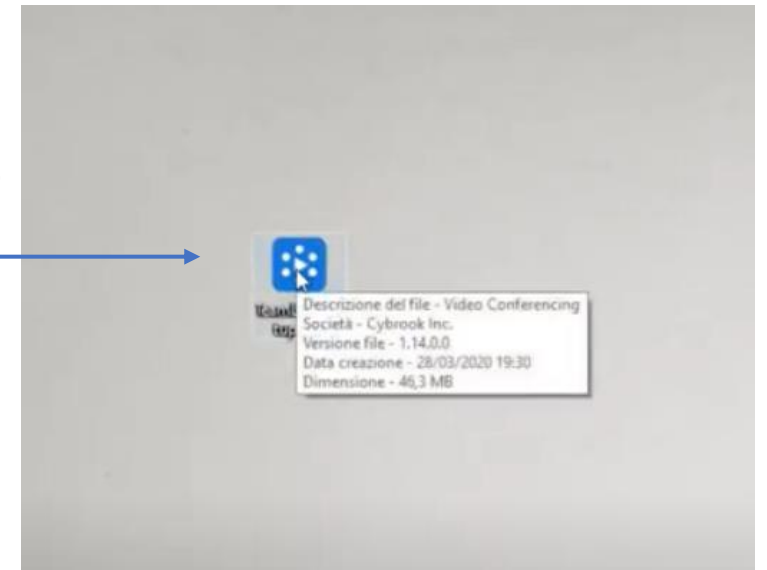 Descrizione del file - Video Conferencing
Società - Cybrook Inc.
Versione file - 1.14.0.0
Data creazione - 28/03/2020 19:30
Dimensione - 46,3 MB